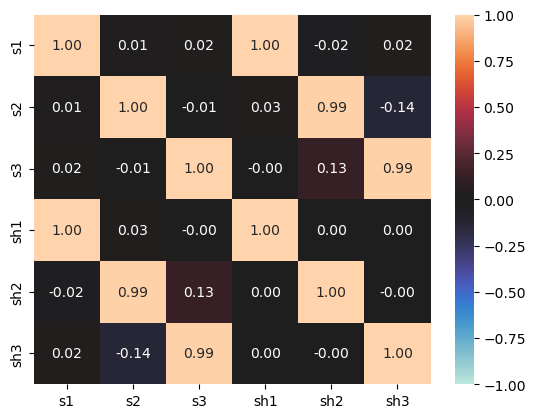 s1 1.00 0.01 0.02 1.00 -0.02 0.02 1.00
0.75
s2 0.01 1.00 -0.01 0.03 0.99 -0.14 0.50
s3 0.02 -0.01 1.00 -0.00 0.13 0.99 0.25
0.00
sh1 1.00 0.03 -0.00 1.00 0.00 0.00 −0.25
sh2 -0.02 0.99 0.13 0.00 1.00 -0.00 −0.50
sh3 0.02 -0.14 0.99 0.00 -0.00 1.00 −0.75
−1.00
s1 s2 s3 sh1 sh2 sh3